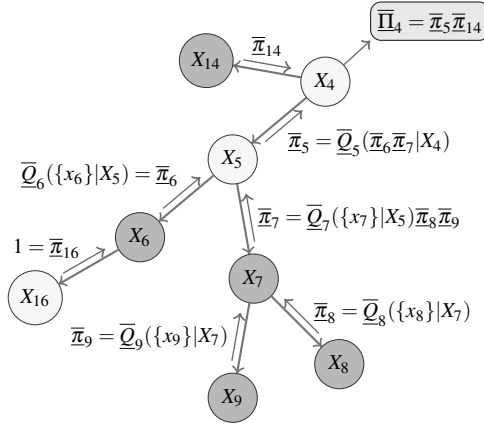 Π̲̅₄ = π̲̅₅π̲̅₁₄
π̲̅₁₄
X₁₄
X₄
π̲̅₅ = Q̲̅₅(π̲̅₆π̲̅₇|X₄)
X₅
Q̲̅₆({x₆}|X₅) = π̲̅₆
π̲̅₇ = Q̲̅₇({x₇}|X₅)π̲̅₈π̲̅₉
X₆
1 = π̲̅₁₆
X₇
X₁₆
π̲̅₈ = Q̲̅₈({x₈}|X₇)
π̲̅₉ = Q̲̅₉({x₉}|X₇)
X₈
X₉